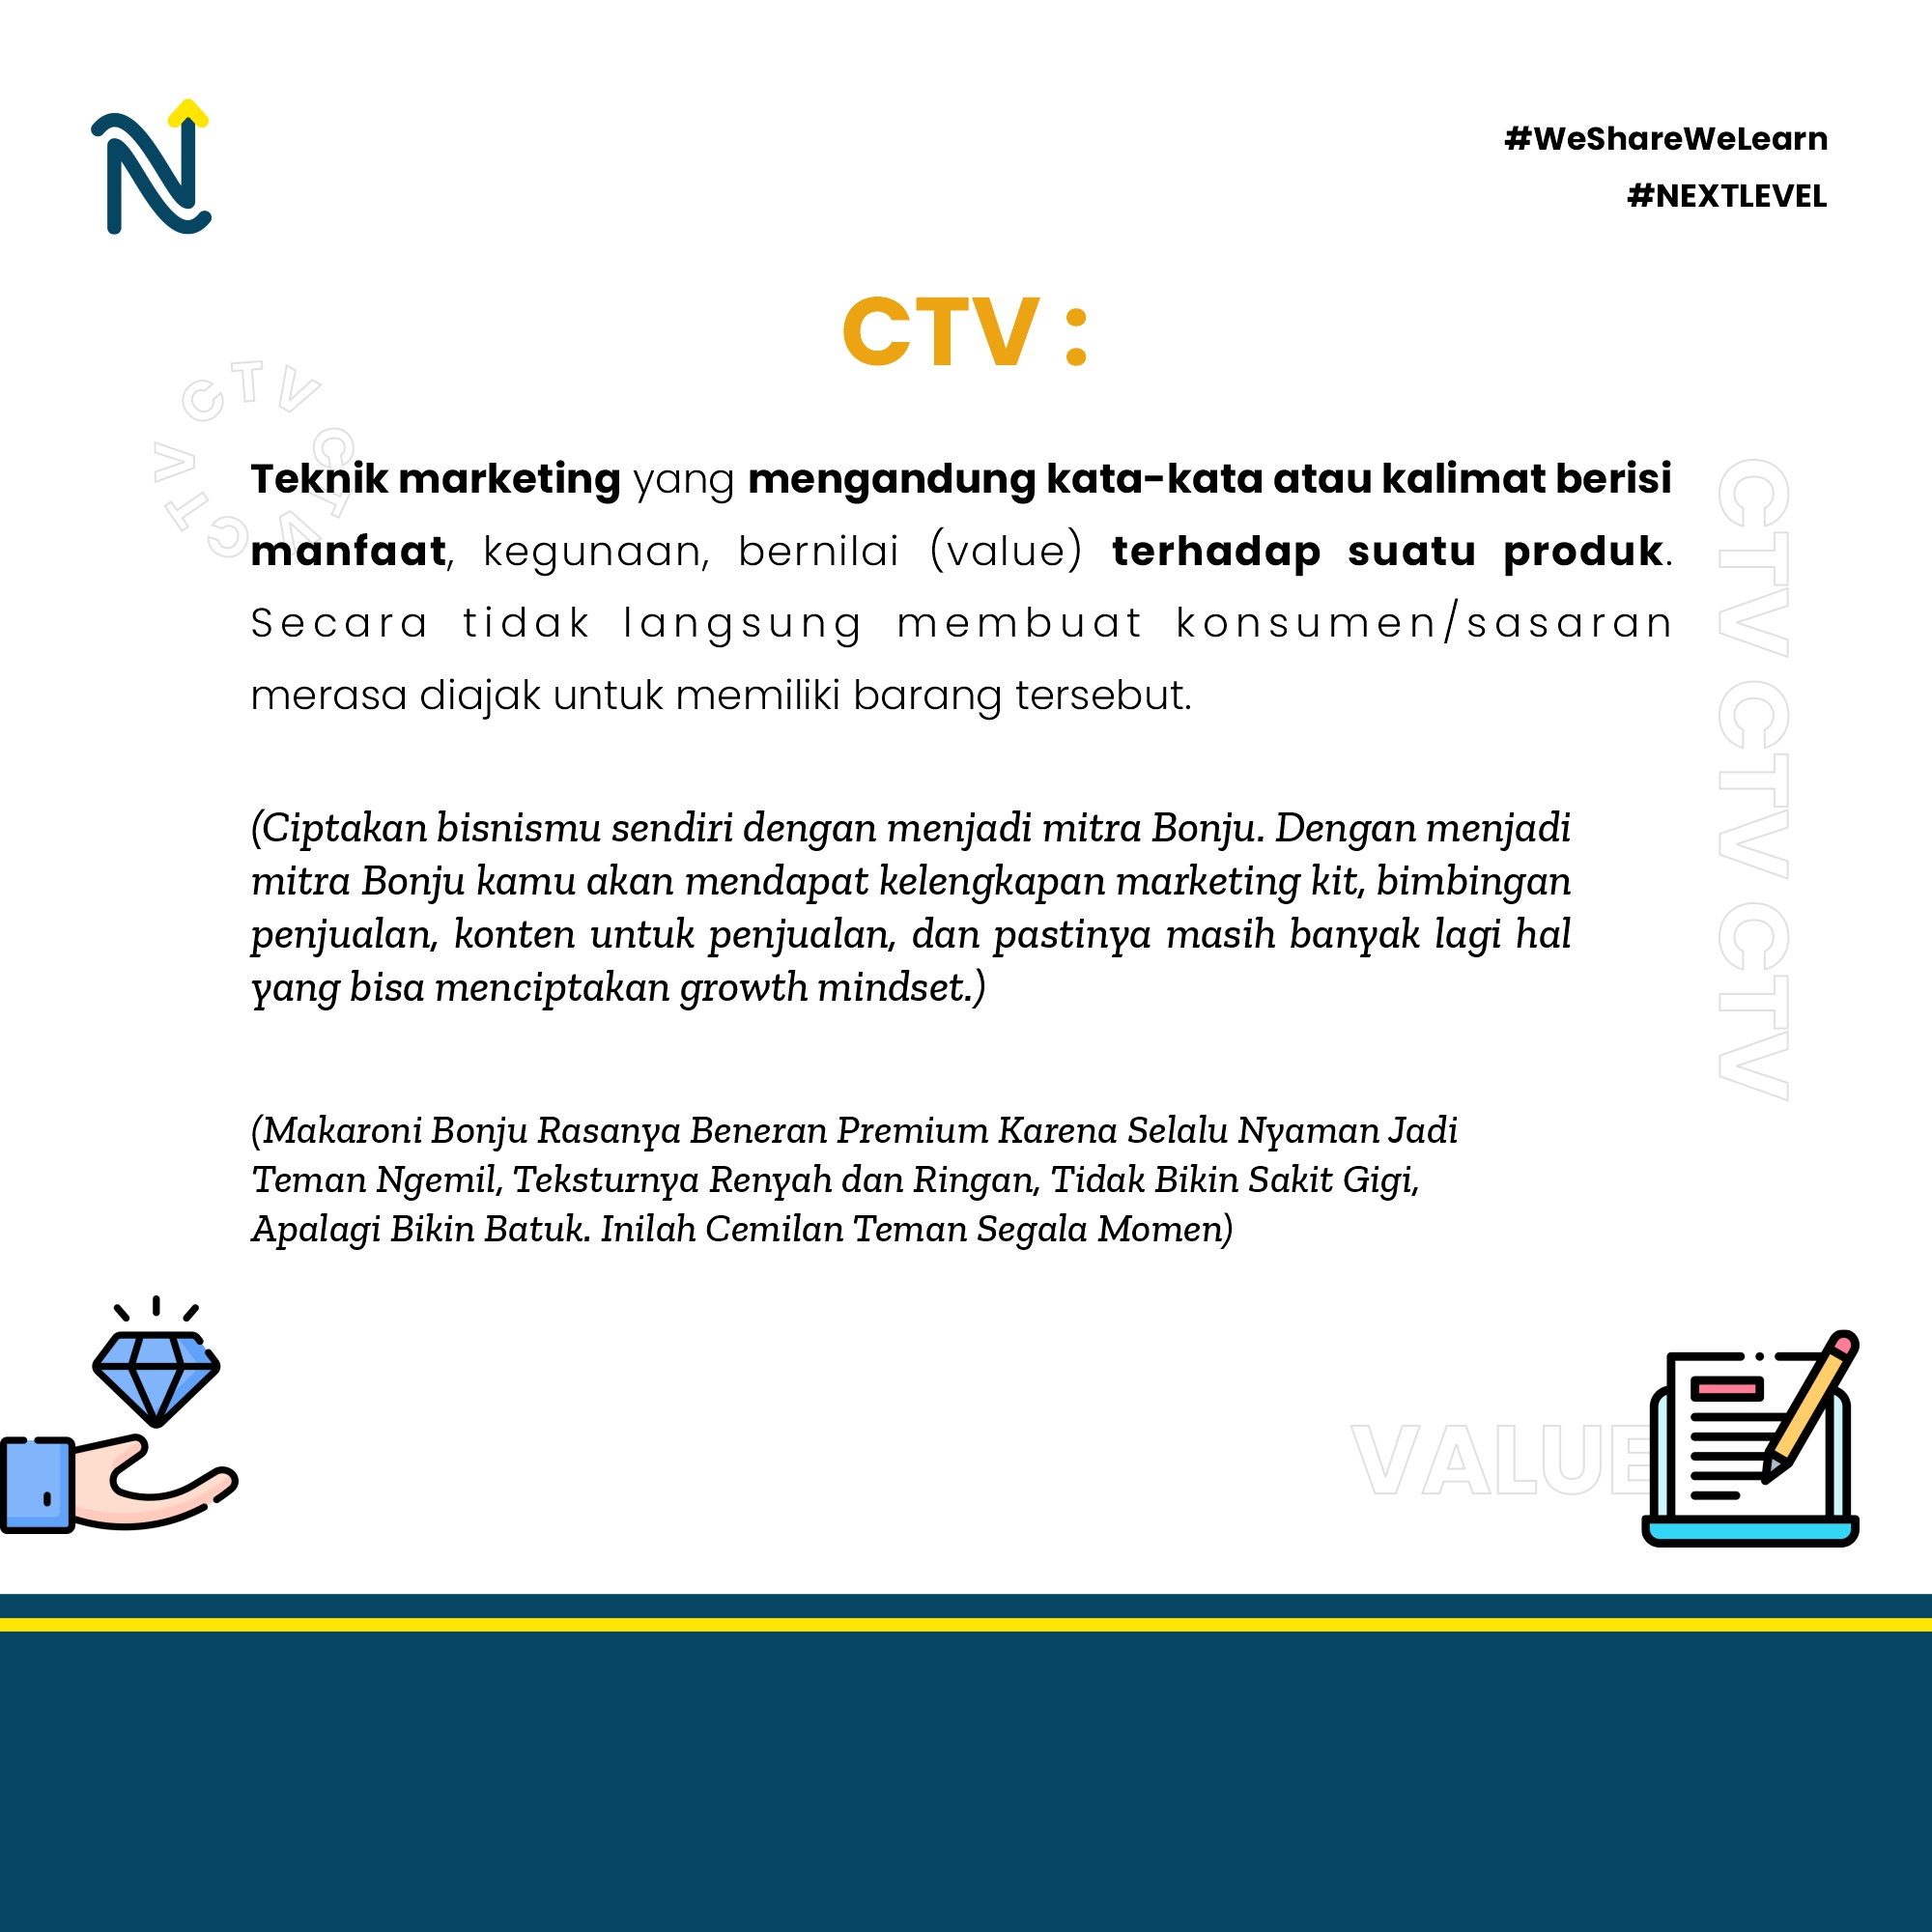 #WeShareWeLearn
#NEXTLEVEL
CTV :
CTV CTV CTV
Teknik marketing yang mengandung kata-kata atau kalimat berisi
manfaat, kegunaan, bernilai (value) terhadap suatu produk.
Secara tidak langsung membuat konsumen/sasaran
merasa diajak untuk memiliki barang tersebut.
CTV CTV CTV
(Ciptakan bisnismu sendiri dengan menjadi mitra Bonju. Dengan menjadi
mitra Bonju kamu akan mendapat kelengkapan marketing kit, bimbingan
penjualan, konten untuk penjualan, dan pastinya masih banyak lagi hal
yang bisa menciptakan growth mindset.)
(Makaroni Bonju Rasanya Beneran Premium Karena Selalu Nyaman Jadi
Teman Ngemil, Teksturnya Renyah dan Ringan, Tidak Bikin Sakit Gigi,
Apalagi Bikin Batuk. Inilah Cemilan Teman Segala Momen)
VALUE